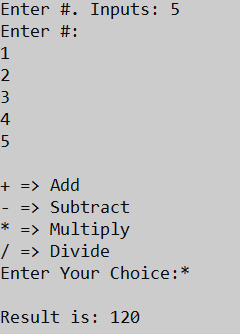 Enter #. Inputs: 5
Enter #:
1
2
3
4
5
+ => Add
- => Subtract
* => Multiply
/ => Divide
Enter Your Choice:*
Result is: 120